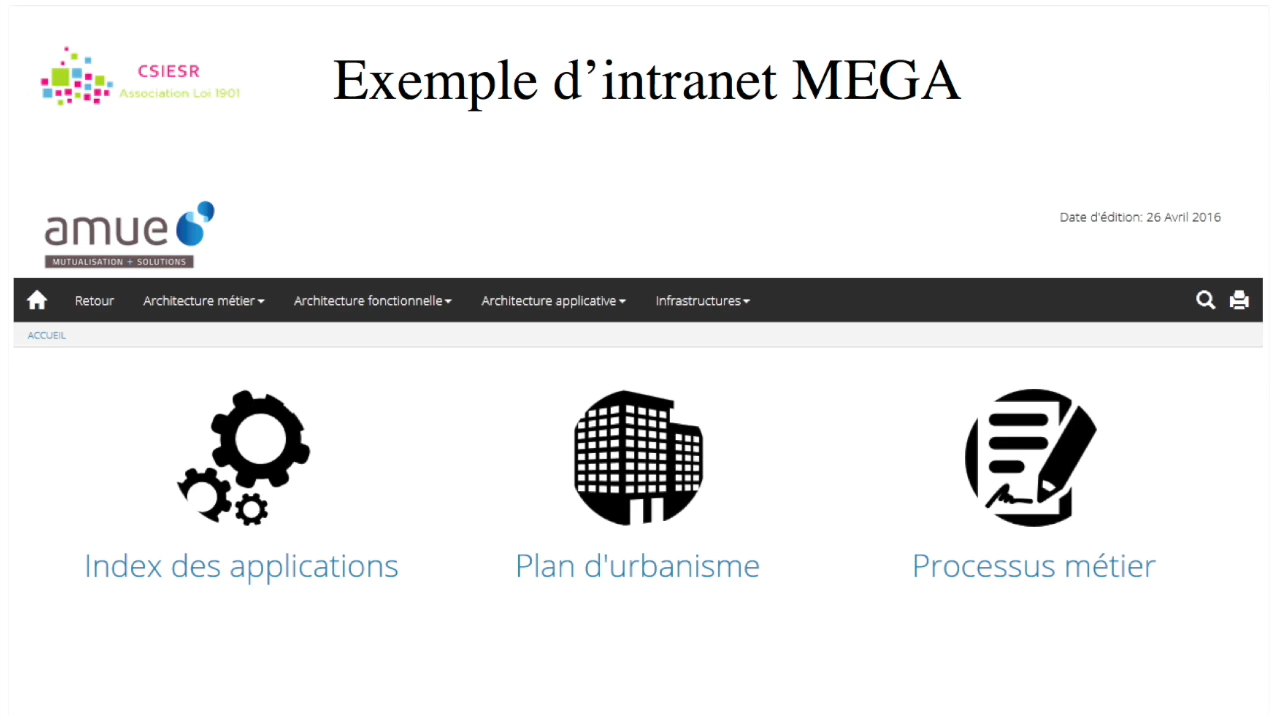 CSIESR
Association Loi 1901
Exemple d’intranet MEGA
amue
MUTUALISATION + SOLUTIONS
Date d'édition: 26 Avril 2016
Retour Architecture métier Architecture fonctionnelle Architecture applicative Infrastructures
ACCUEIL
Index des applications Plan d'urbanisme Processus métier